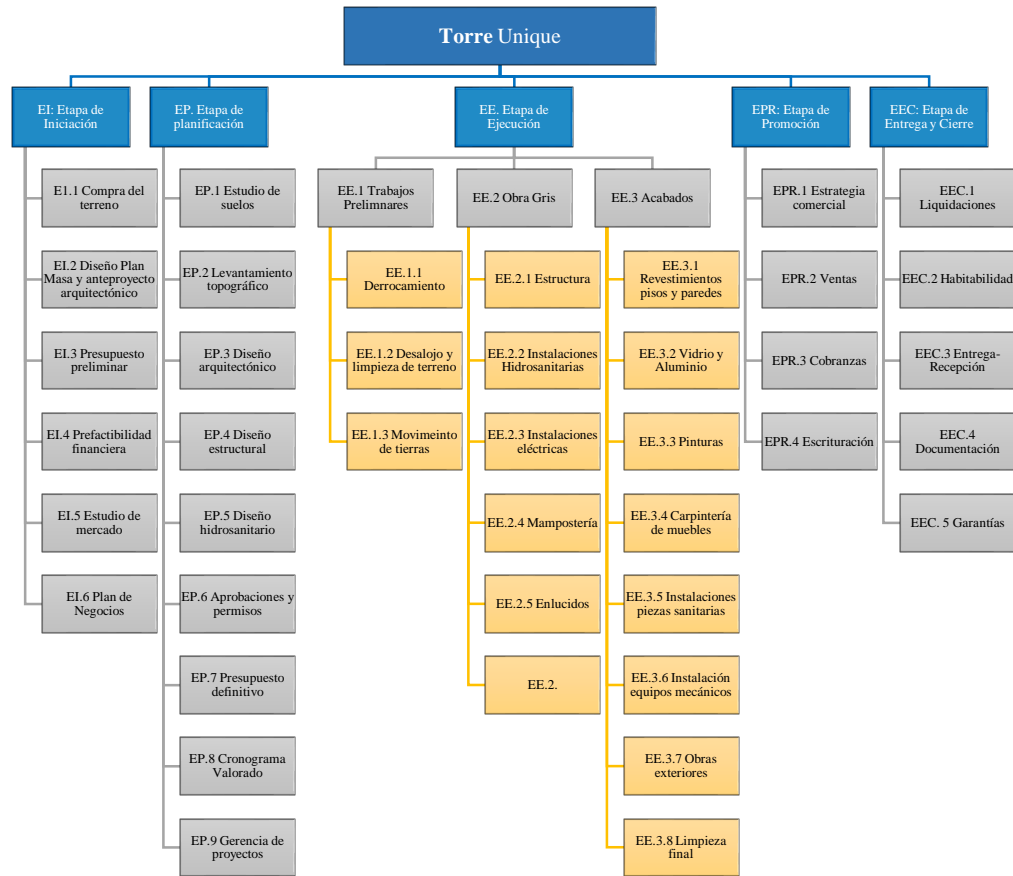 Torre Unique
EI: Etapa de
Iniciación
E1.1 Compra del
terreno
EI.2 Diseño Plan
Masa y anteproyecto
arquitectónico
EI.3 Presupuesto
preliminar
EI.4 Prefactibilidad
financiera
EI.5 Estudio de
mercado
EI.6 Plan de
Negocios
EP. Etapa de
planificación
EP.1 Estudio de
suelos
EP.2 Levantamiento
topográfico
EP.3 Diseño
arquitectónico
EP.4 Diseño
estructural
EP.5 Diseño
hidrosanitario
EP.6 Aprobaciones y
permisos
EP.7 Presupuesto
definitivo
EP.8 Cronograma
Valorado
EP.9 Gerencia de
proyectos
EE. Etapa de
Ejecución
EE.1 Trabajos
Prelimnares
EE.1.1
Derrocamiento
EE.1.2 Desalojo y
limpieza de terreno
EE.1.3 Movimeinto
de tierras
EE.2 Obra Gris
EE.2.1 Estructura
EE.2.2 Instalaciones
Hidrosanitarias
EE.2.3 Instalaciones
eléctricas
EE.2.4 Mampostería
EE.2.5 Enlucidos
EE.2.
EE.3 Acabados
EE.3.1
Revestimientos
pisos y paredes
EE.3.2 Vidrio y
Aluminio
EE.3.3 Pinturas
EE.3.4 Carpintería
de muebles
EE.3.5 Instalaciones
piezas sanitarias
EE.3.6 Instalación
equipos mecánicos
EE.3.7 Obras
exteriores
EE.3.8 Limpieza
final
EPR: Etapa de
Promoción
EPR.1 Estrategia
comercial
EPR.2 Ventas
EPR.3 Cobranzas
EPR.4 Escrituración
EEC: Etapa de
Entrega y Cierre
EEC.1
Liquidaciones
EEC.2 Habitabilidad
EEC.3 Entrega-
Recepción
EEC.4
Documentación
EEC. 5 Garantías